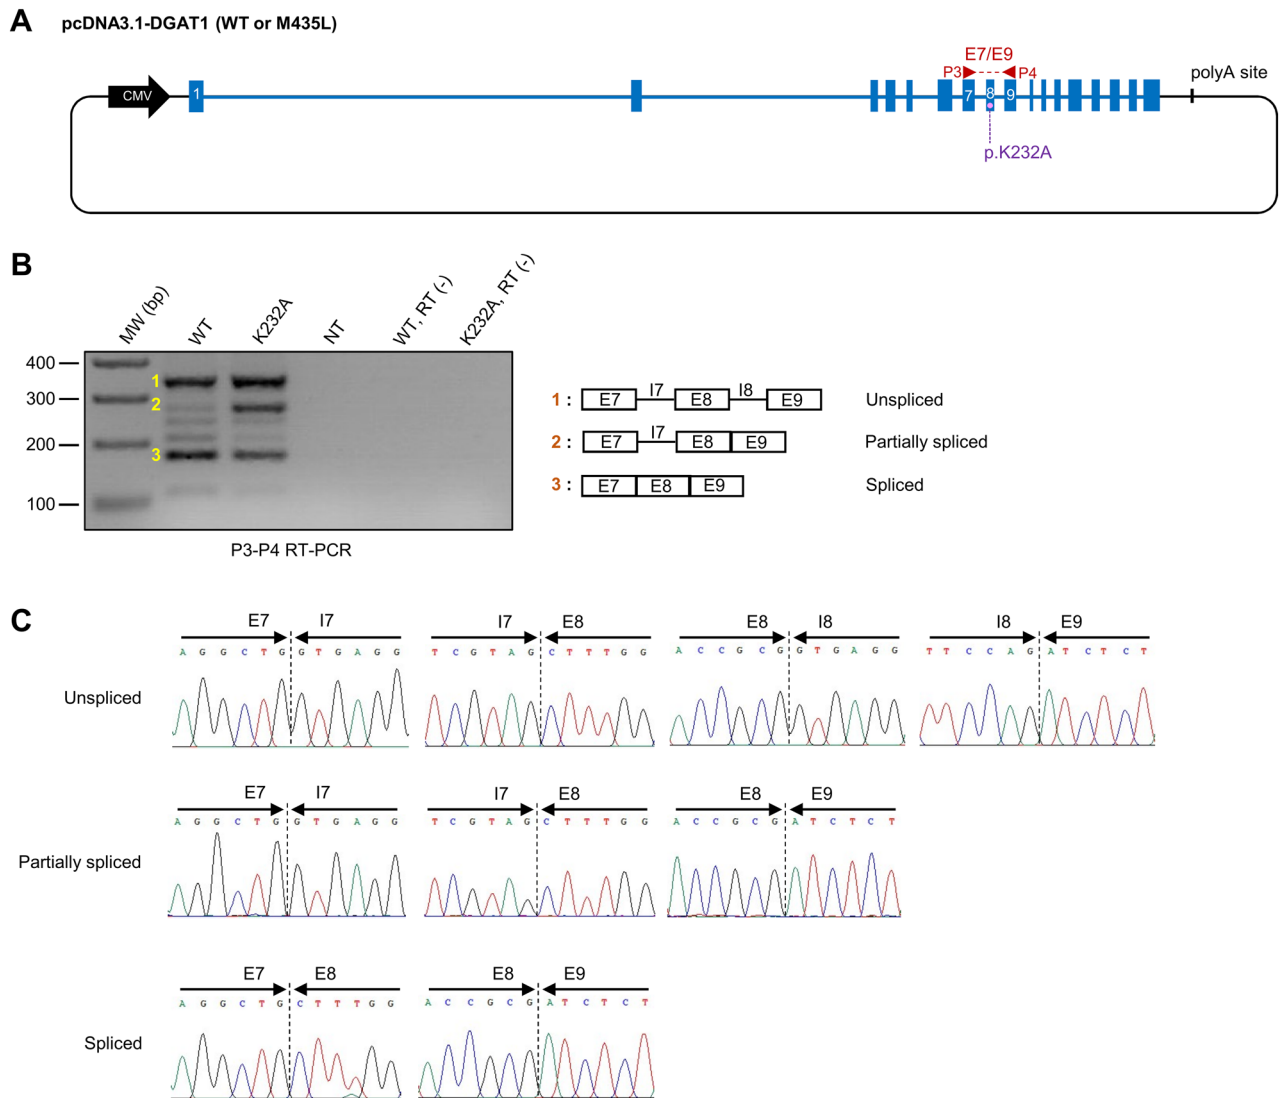 A pcDNA3.1-DGAT1 (WT or M435L)
E7/E9
P3 P4
polyA site
CMV
1 7 8 9
p.K232A
B
MW (bp) WT K232A NT WT, RT (-) K232A, RT (-)
400
300
200
100
1
2
3
P3-P4 RT-PCR
1 : E7 I7 E8 I8 E9 Unspliced
2 : E7 I7 E8 E9 Partially spliced
3 : E7 E8 E9 Spliced
C
E7 I7 I7 E8 E8 I8 I8 E9
A G G C T G G T G A G G T C G T A G C T T T G G A C C G C G G T G A G G T T C C A G A T C T C T
Unspliced
E7 I7 I7 E8 E8 E9
A G G C T G G T G A G G T C G T A G C T T T G G A C C G C G A T C T C T
Partially spliced
E7 E8 E8 E9
A G G C T G C T T T G G A C C G C G A T C T C T
Spliced